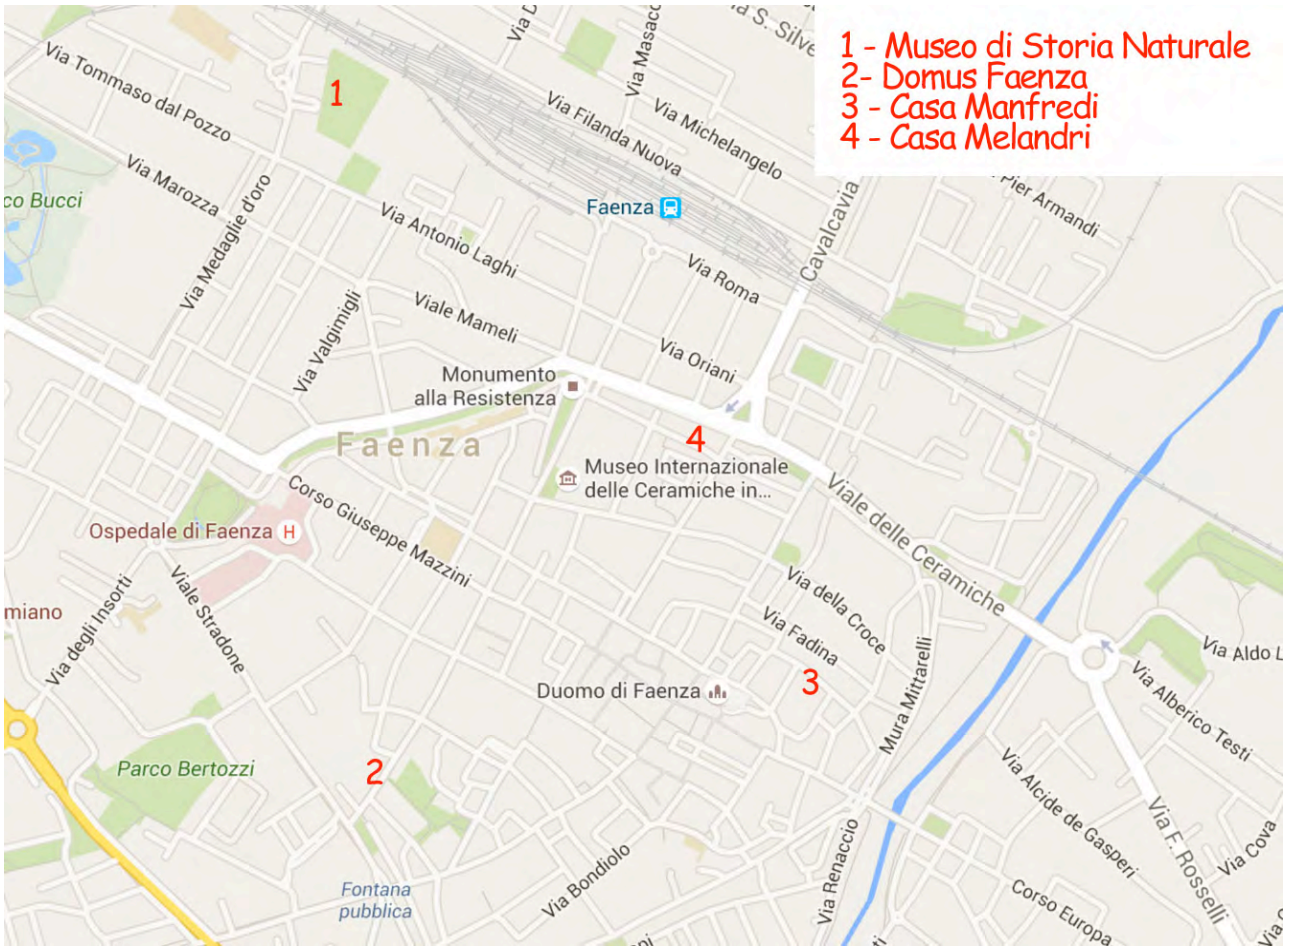 1 - Museo di Storia Naturale
2- Domus Faenza
3 - Casa Manfredi
4 - Casa Melandri
Via Tommaso dal Pozzo
1
Via Masacc
Via Filanda Nuova
Via Michelangelo
Via Marozza
co Bucci
Via Medaglie d'oro
Faenza
Pier Armandi
Via Antonio Laghi
Cavalcavia
Via Roma
Via Valgimigli
Viale Mameli
Via Oriani
Monumento
alla Resistenza
Faenza
4
Museo Internazionale
delle Ceramiche in...
Corso Giuseppe Mazzini
Viale delle Ceramiche
Ospedale di Faenza H
miano
Via degli Insorti
Viale Stradone
Via della Croce
Via Fadina
Via Aldo L
3
Duomo di Faenza
Mura Mittarelli
Via Alberico Testi
Parco Bertozzi
2
Via Alcide de Gasperi
Via F. Rosselli
Via Cova
Fontana
pubblica
Via Bondiolo
Via Renaccio
Corso Europa